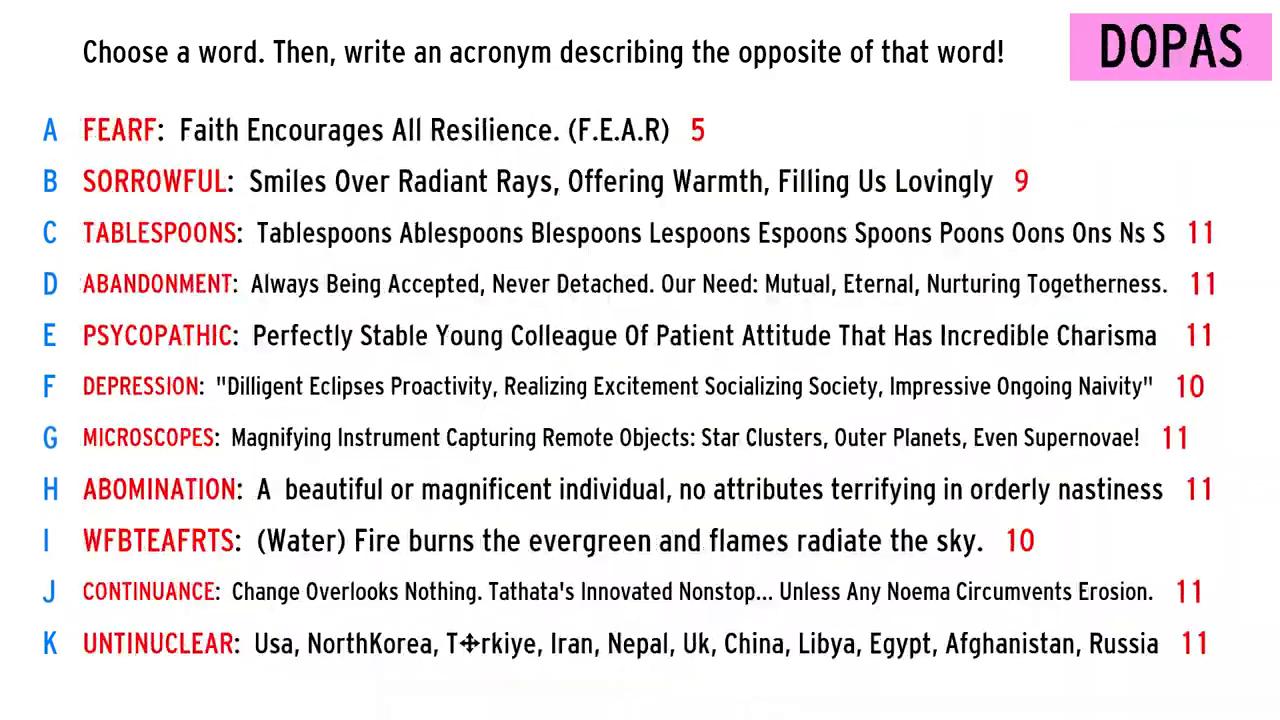 Choose a word. Then, write an acronym describing the opposite of that word!
DOPAS
A FEARF: Faith Encourages All Resilience. (F.E.A.R) 5
B SORROWFUL: Smiles Over Radiant Rays, Offering Warmth, Filling Us Lovingly 9
C TABLESPOONS: Tablespoons Ablespoons Blespoons Lespoons Espoons Spoons Poons Oons Ons Ns S 11
D ABANDONMENT: Always Being Accepted, Never Detached. Our Need: Mutual, Eternal, Nurturing Togetherness. 11
E PSYCOPATHIC: Perfectly Stable Young Colleague Of Patient Attitude That Has Incredible Charisma 11
F DEPRESSION: "Dilligent Eclipses Proactivity, Realizing Excitement Socializing Society, Impressive Ongoing Naivity" 10
G MICROSCOPES: Magnifying Instrument Capturing Remote Objects: Star Clusters, Outer Planets, Even Supernovae! 11
H ABOMINATION: A beautiful or magnificent individual, no attributes terrifying in orderly nastiness 11
I WFBTEAFRTS: (Water) Fire burns the evergreen and flames radiate the sky. 10
J CONTINUANCE: Change Overlooks Nothing. Tathata's Innovated Nonstop... Unless Any Noema Circumvents Erosion. 11
K UNTINUCLEAR: Usa, NorthKorea, T✣rkiye, Iran, Nepal, Uk, China, Libya, Egypt, Afghanistan, Russia 11